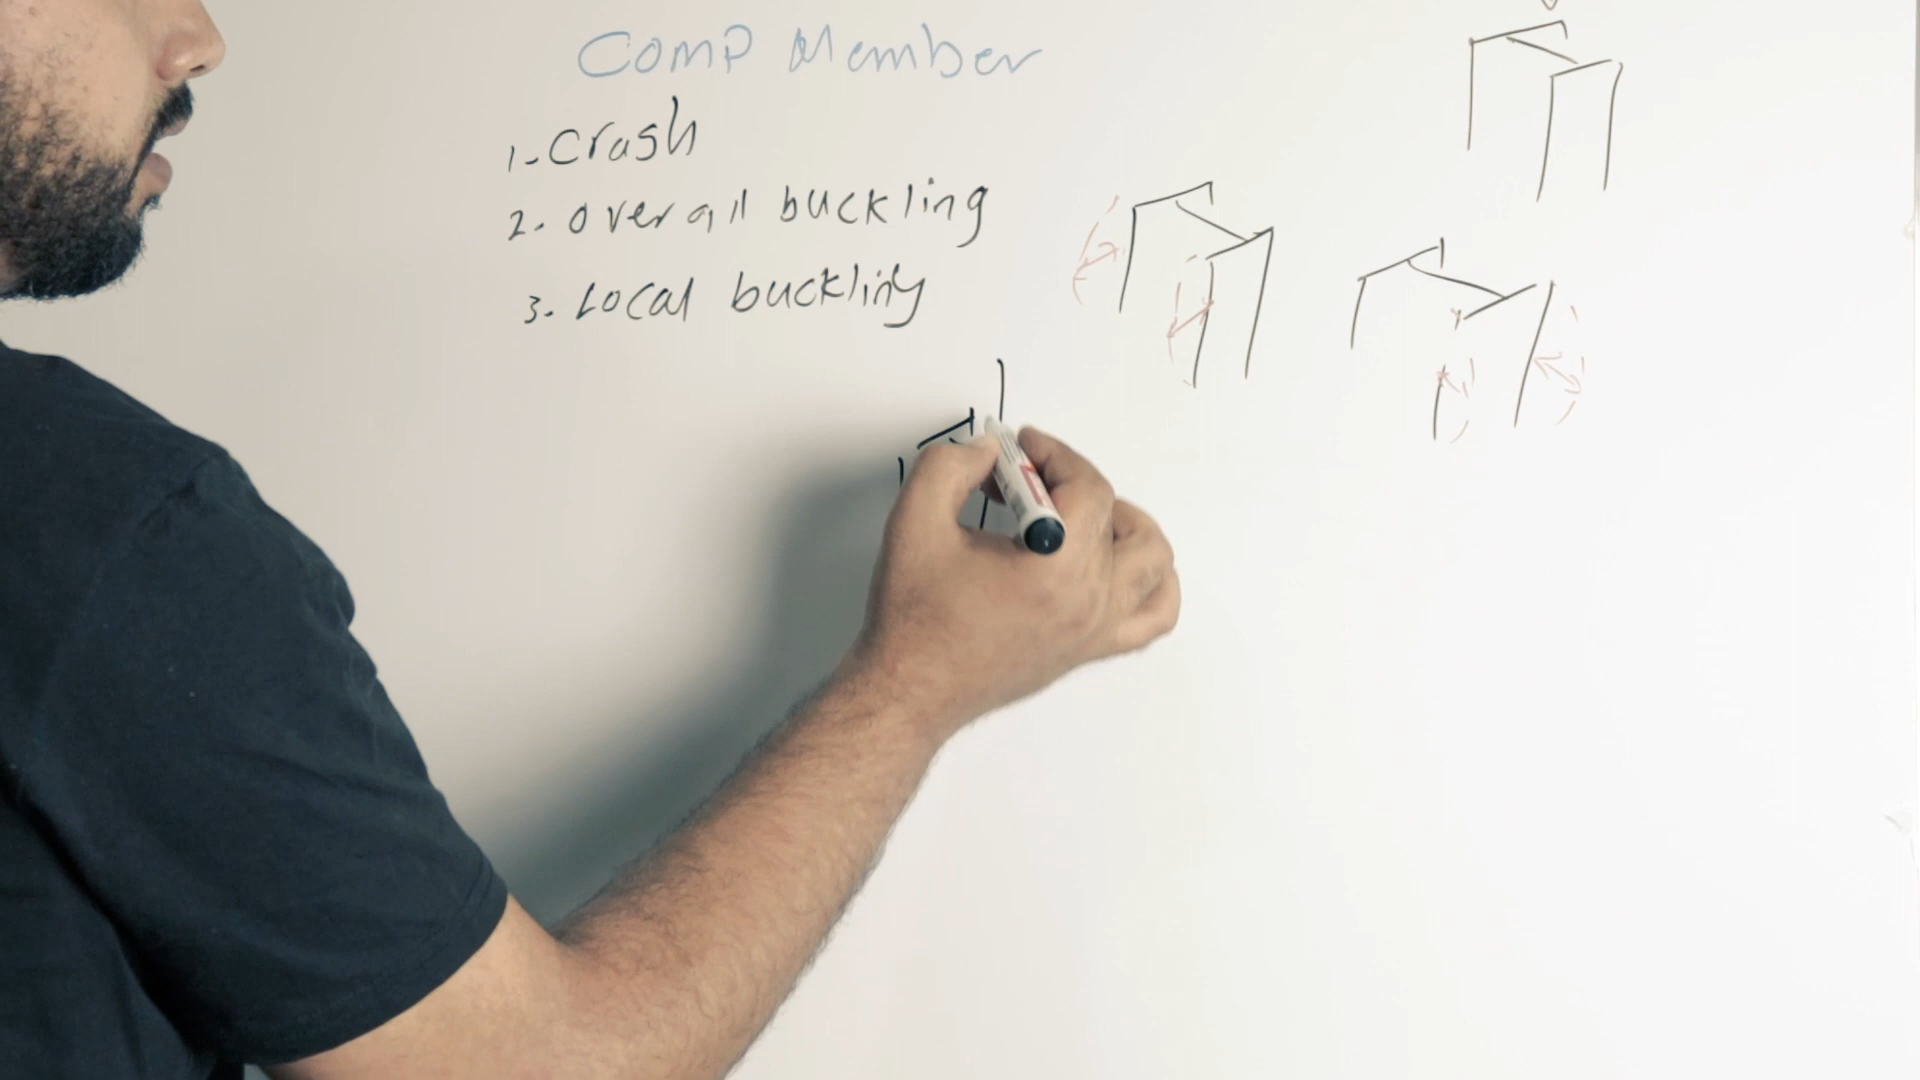 Comp Member
1-Crash
2. Overall buckling
3. Local buckling